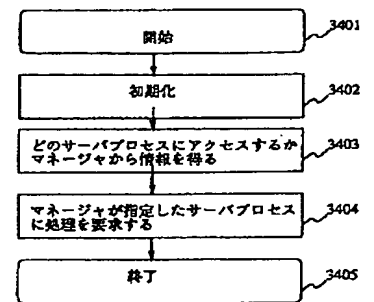 開始
3401
初期化
3402
どのサーバプロセスにアクセスするか
マネージャから情報を得る
3403
マネージャが指定したサーバプロセス
に処理を要求する
3404
終了
3405